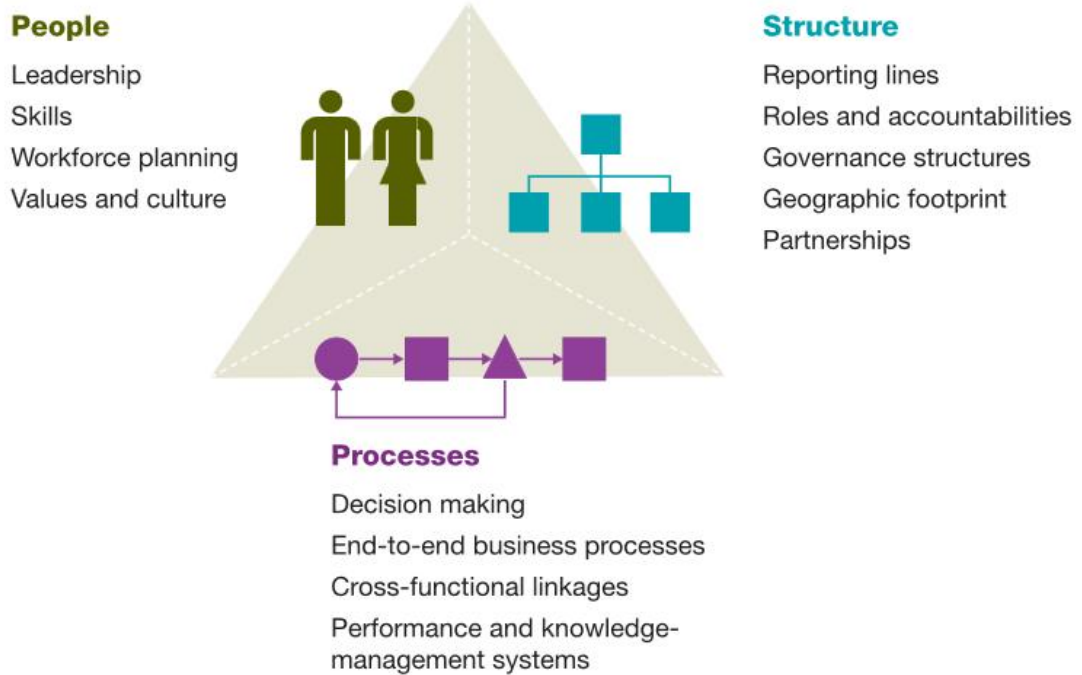 People
Leadership
Skills
Workforce planning
Values and culture
Structure
Reporting lines
Roles and accountabilities
Governance structures
Geographic footprint
Partnerships
Processes
Decision making
End-to-end business processes
Cross-functional linkages
Performance and knowledge-
management systems